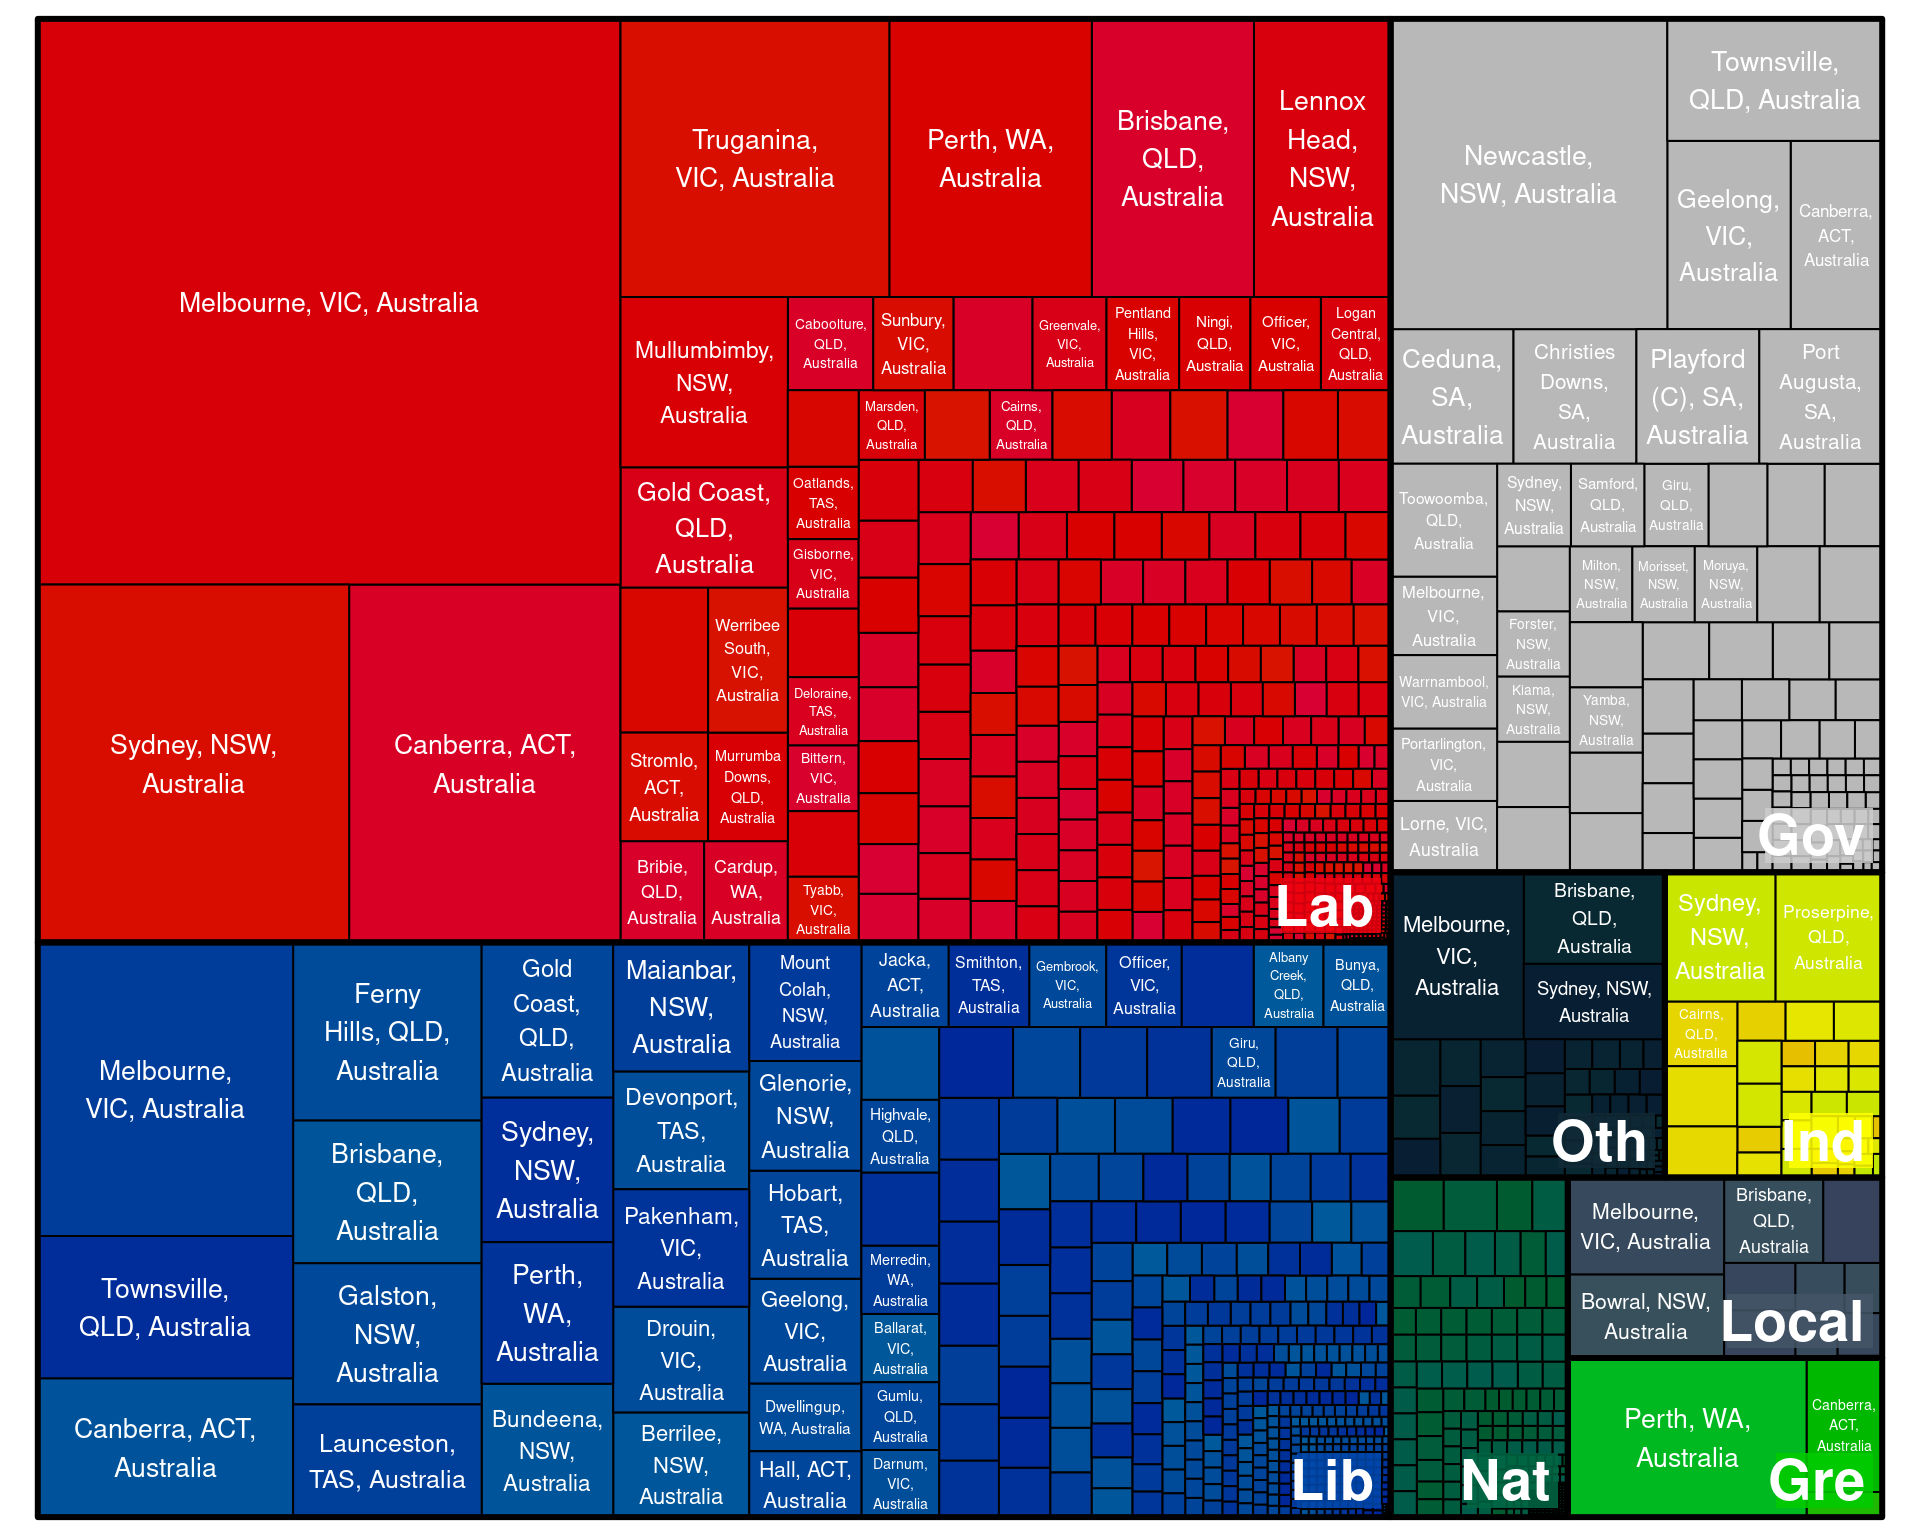 Melbourne, VIC, Australia
Sydney, NSW,
Australia
Canberra, ACT,
Australia
Truganina,
VIC, Australia
Perth, WA,
Australia
Brisbane,
QLD,
Australia
Lennox
Head,
NSW,
Australia
Mullumbimby,
NSW,
Australia
Gold Coast,
QLD,
Australia
Werribee
South,
VIC,
Australia
Stromlo,
ACT,
Australia
Murrumba
Downs,
QLD,
Australia
Bribie,
QLD,
Australia
Cardup,
WA,
Australia
Caboolture,
QLD,
Australia
Sunbury,
VIC,
Australia
Greenvale,
VIC,
Australia
Pentland
Hills,
VIC,
Australia
Ningi,
QLD,
Australia
Officer,
VIC,
Australia
Logan
Central,
QLD,
Australia
Marsden,
QLD,
Australia
Cairns,
QLD,
Australia
Oatlands,
TAS,
Australia
Gisborne,
VIC,
Australia
Deloraine,
TAS,
Australia
Bittern,
VIC,
Australia
Tyabb,
VIC,
Australia
Lab
Newcastle,
NSW, Australia
Townsville,
QLD, Australia
Geelong,
VIC,
Australia
Canberra,
ACT,
Australia
Ceduna,
SA,
Australia
Christies
Downs,
SA,
Australia
Playford
(C), SA,
Australia
Port
Augusta,
SA,
Australia
Toowoomba,
QLD,
Australia
Sydney,
NSW,
Australia
Samford,
QLD,
Australia
Giru,
QLD,
Australia
Melbourne,
VIC,
Australia
Milton,
NSW,
Australia
Morisset,
NSW,
Australia
Moruya,
NSW,
Australia
Forster,
NSW,
Australia
Warrnambool,
VIC, Australia
Kiama,
NSW,
Australia
Yamba,
NSW,
Australia
Portarlington,
VIC,
Australia
Lorne, VIC,
Australia
Gov
Melbourne,
VIC, Australia
Townsville,
QLD, Australia
Canberra, ACT,
Australia
Ferny
Hills, QLD,
Australia
Brisbane,
QLD,
Australia
Galston,
NSW,
Australia
Launceston,
TAS, Australia
Gold
Coast,
QLD,
Australia
Sydney,
NSW,
Australia
Perth,
WA,
Australia
Bundeena,
NSW,
Australia
Maianbar,
NSW,
Australia
Devonport,
TAS,
Australia
Pakenham,
VIC,
Australia
Drouin,
VIC,
Australia
Berrilee,
NSW,
Australia
Mount
Colah,
NSW,
Australia
Glenorie,
NSW,
Australia
Hobart,
TAS,
Australia
Geelong,
VIC,
Australia
Dwellingup,
WA, Australia
Hall, ACT,
Australia
Jacka,
ACT,
Australia
Smithton,
TAS,
Australia
Gembrook,
VIC,
Australia
Officer,
VIC,
Australia
Albany
Creek,
QLD,
Australia
Bunya,
QLD,
Australia
Giru,
QLD,
Australia
Highvale,
QLD,
Australia
Merredin,
WA,
Australia
Ballarat,
VIC,
Australia
Gumlu,
QLD,
Australia
Darnum,
VIC,
Australia
Lib
Melbourne,
VIC,
Australia
Brisbane,
QLD,
Australia
Sydney, NSW,
Australia
Oth
Sydney,
NSW,
Australia
Proserpine,
QLD,
Australia
Cairns,
QLD,
Australia
Ind
Nat
Melbourne,
VIC, Australia
Brisbane,
QLD,
Australia
Bowral, NSW,
Australia
Local
Perth, WA,
Australia
Canberra,
ACT,
Australia
Gre